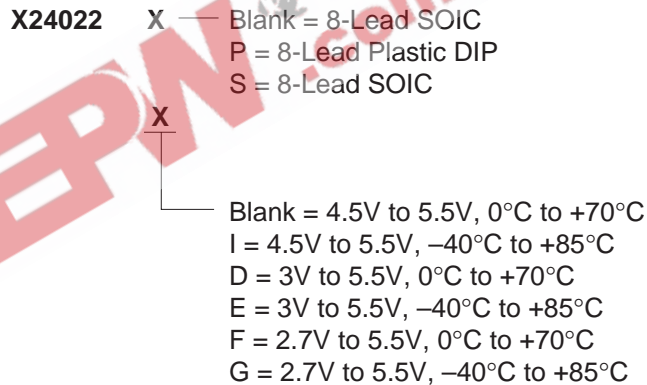 X24022 X Blank = 8-Lead SOIC
P = 8-Lead Plastic DIP
S = 8-Lead SOIC
X
Blank = 4.5V to 5.5V, 0°C to +70°C
I = 4.5V to 5.5V, –40°C to +85°C
D = 3V to 5.5V, 0°C to +70°C
E = 3V to 5.5V, –40°C to +85°C
F = 2.7V to 5.5V, 0°C to +70°C
G = 2.7V to 5.5V, –40°C to +85°C
EPW .com